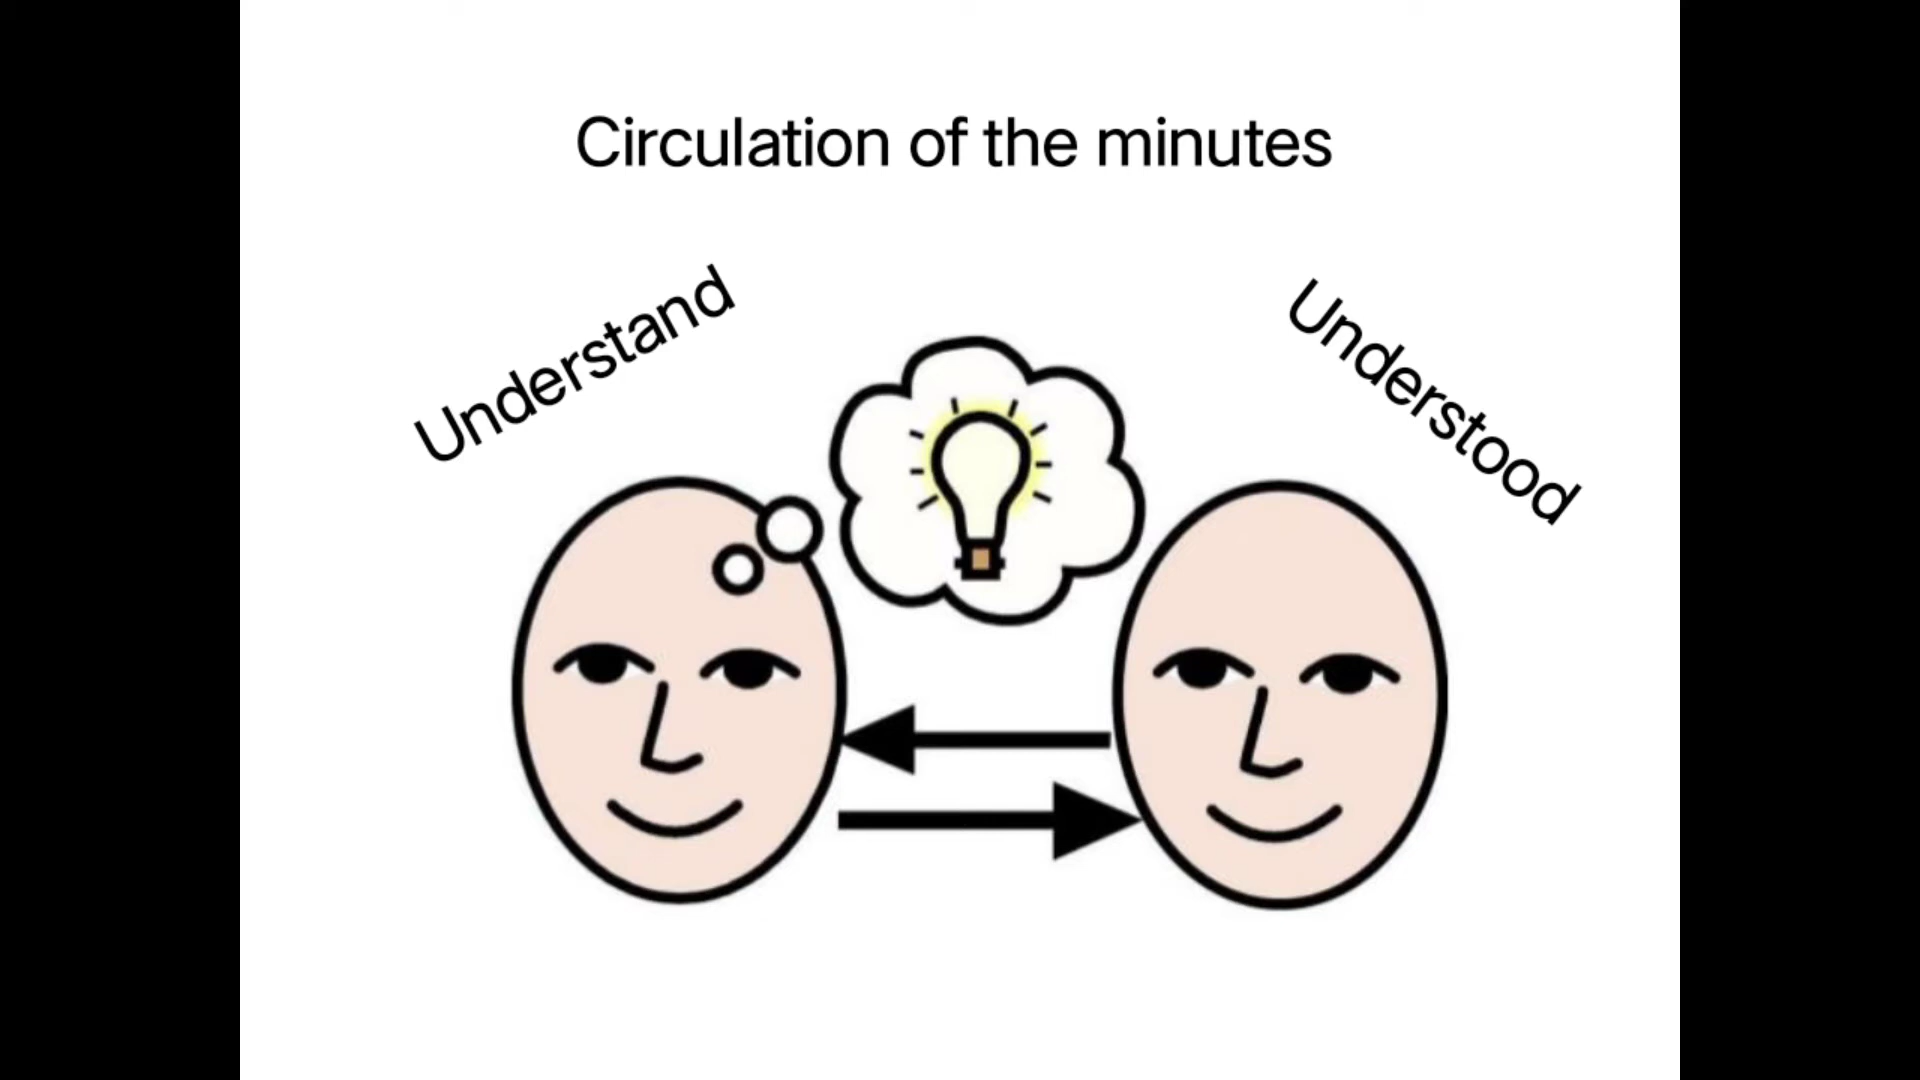 Circulation of the minutes
Understand
Understood